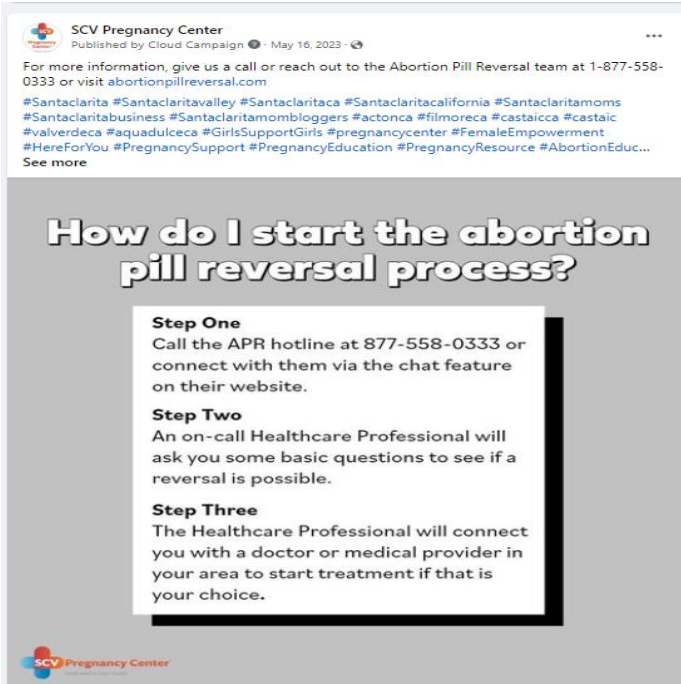 SCV Pregnancy Center
Published by Cloud Campaign · May 16, 2023 ·
For more information, give us a call or reach out to the Abortion Pill Reversal team at 1-877-558-
0333 or visit abortionpillreversal.com
#Santaclarita #Santaclaritavalley #Santaclaritaca #Santaclaritacalifornia #Santaclaritamoms
#Santaclaritabusiness #Santaclaritamombloggers #actonca #filmoreca #castaicca #castaic
#valverdeca #aquadulceca #GirlsSupportGirls #pregnancycenter #FemaleEmpowerment
#HereForYou #PregnancySupport #PregnancyEducation #PregnancyResource #AbortionEduc...
See more
How do I start the abortion
pill reversal process?
Step One
Call the APR hotline at 877-558-0333 or
connect with them via the chat feature
on their website.
Step Two
An on-call Healthcare Professional will
ask you some basic questions to see if a
reversal is possible.
Step Three
The Healthcare Professional will connect
you with a doctor or medical provider in
your area to start treatment if that is
your choice.
SCV Pregnancy Center